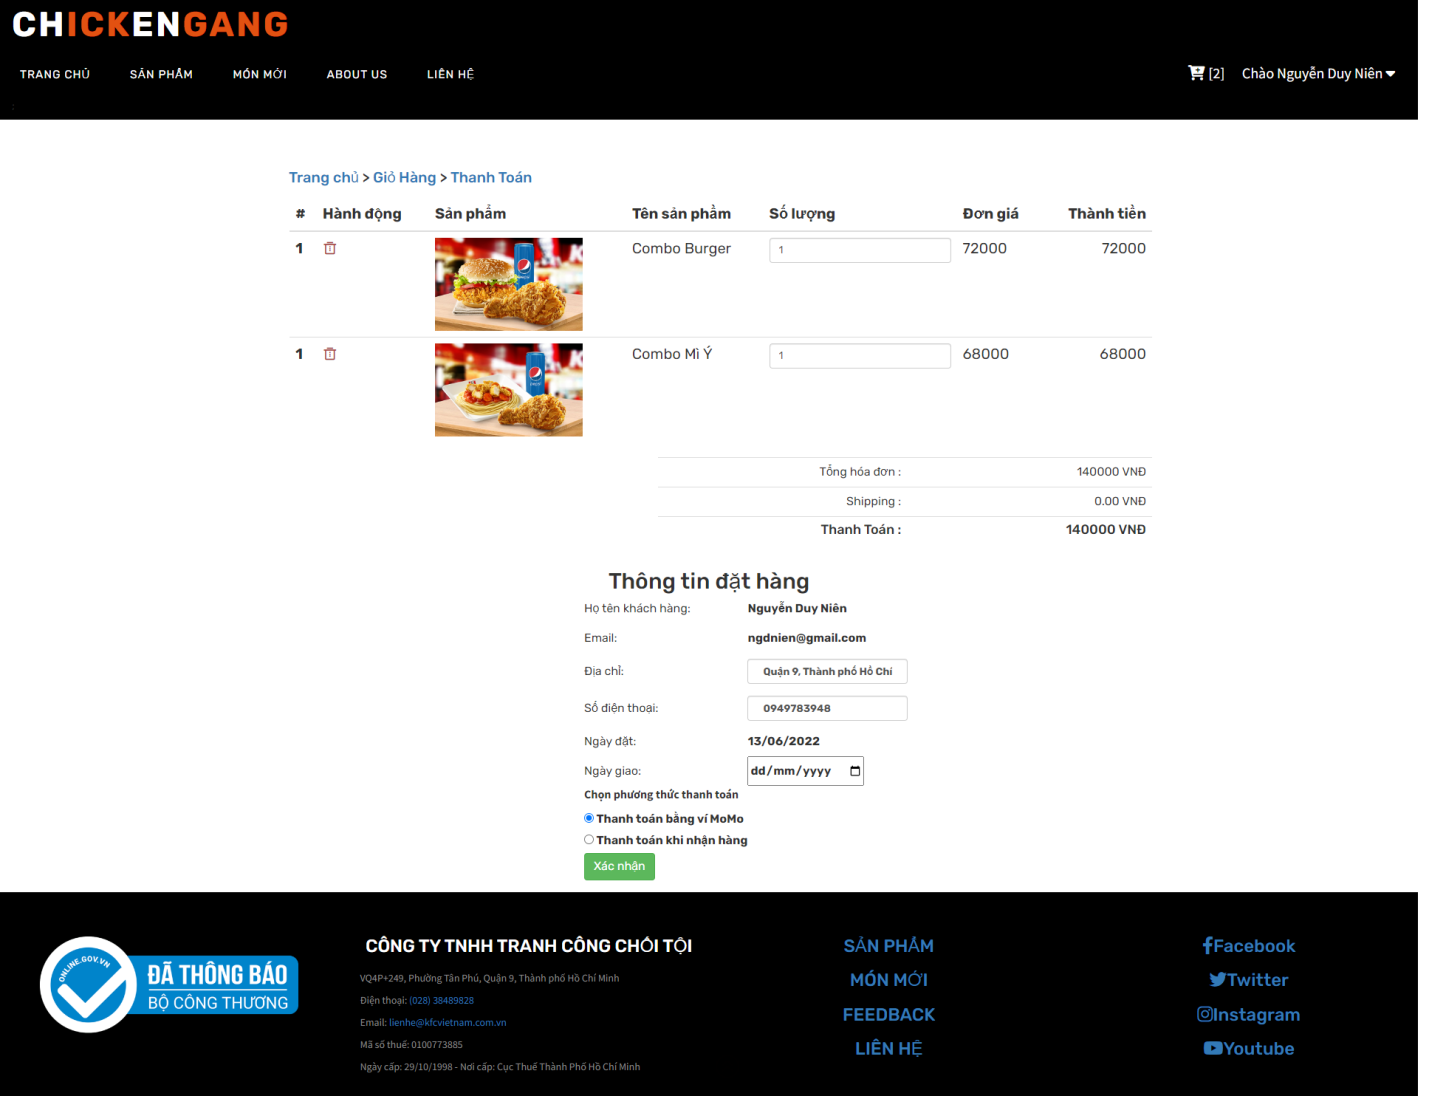 CHICKENGANG
TRANG CHỦ SẢN PHẨM MÓN MỚI ABOUT US LIÊN HỆ [2] Chào Nguyễn Duy Niên
:
Trang chủ > Giỏ Hàng > Thanh Toán
# Hành động Sản phẩm Tên sản phẩm Số lượng Đơn giá Thành tiền
1 Combo Burger 1 72000 72000
1 Combo Mì Ý 1 68000 68000
Tổng hóa đơn : 140000 VNĐ
Shipping : 0.00 VNĐ
Thanh Toán : 140000 VNĐ
Thông tin đặt hàng
Họ tên khách hàng: Nguyễn Duy Niên
Email: ngdnien@gmail.com
Địa chỉ: Quận 9, Thành phố Hồ Chí
Số điện thoại: 0949783948
Ngày đặt: 13/06/2022
Ngày giao: dd/mm/yyyy
Chọn phương thức thanh toán
Thanh toán bằng ví MoMo
Thanh toán khi nhận hàng
Xác nhận
ONLINE.GOV.VN
ĐÃ THÔNG BÁO
BỘ CÔNG THƯƠNG
CÔNG TY TNHH TRANH CÔNG CHỐI TỘI
VQ4P+249, Phường Tân Phú, Quận 9, Thành phố Hồ Chí Minh
Điện thoại: (028) 38489828
Email: lienhe@kfcvietnam.com.vn
Mã số thuế: 0100773885
Ngày cấp: 29/10/1998 - Nơi cấp: Cục Thuế Thành Phố Hồ Chí Minh
SẢN PHẨM
MÓN MỚI
FEEDBACK
LIÊN HỆ
Facebook
Twitter
Instagram
Youtube